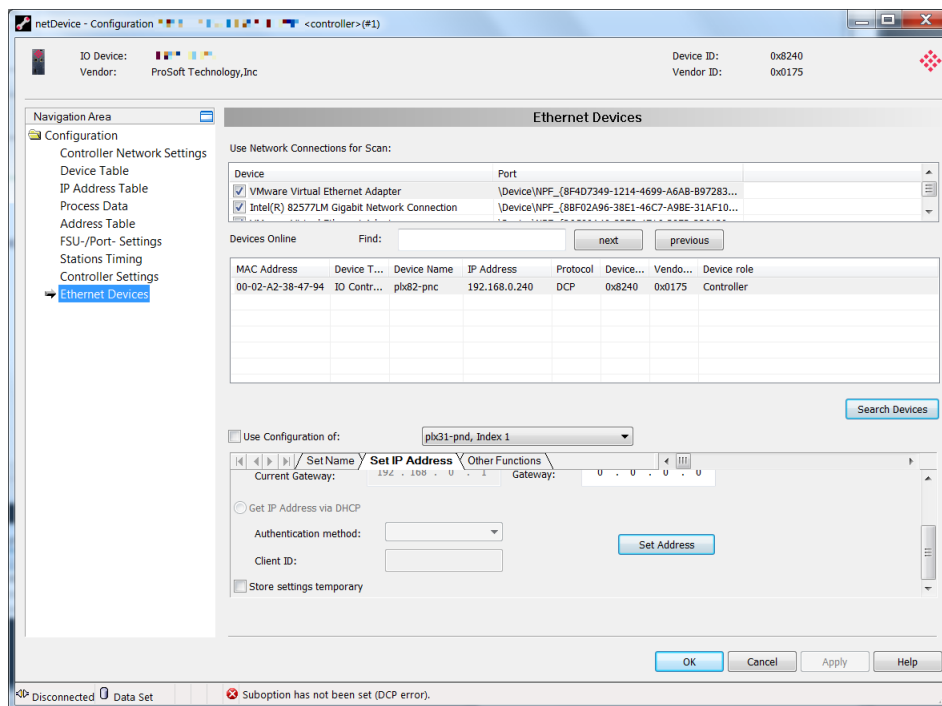 netDevice - Configuration <controller>(#1)
IO Device: Device ID: 0x8240
Vendor: ProSoft Technology,Inc Vendor ID: 0x0175
Navigation Area
Configuration
Controller Network Settings
Device Table
IP Address Table
Process Data
Address Table
FSU-/Port- Settings
Stations Timing
Controller Settings
Ethernet Devices
Ethernet Devices
Use Network Connections for Scan:
Device Port
VMware Virtual Ethernet Adapter \Device\NPF_{8F4D7349-1214-4699-A6AB-B97283...
Intel(R) 82577LM Gigabit Network Connection \Device\NPF_{8BF02A96-38E1-46C7-A9BE-31AF10...
Devices Online Find: next previous
MAC Address Device T... Device Name IP Address Protocol Device... Vendo... Device role
00-02-A2-38-47-94 IO Contr... plx82-pnc 192.168.0.240 DCP 0x8240 0x0175 Controller
Search Devices
Use Configuration of: plx31-pnd, Index 1
Set Name Set IP Address Other Functions
Current Gateway: 192 . 168 . 0 . 1 Gateway: 0 . 0 . 0 . 0
Get IP Address via DHCP
Authentication method:
Set Address
Client ID:
Store settings temporary
OK Cancel Apply Help
Disconnected Data Set Suboption has not been set (DCP error).